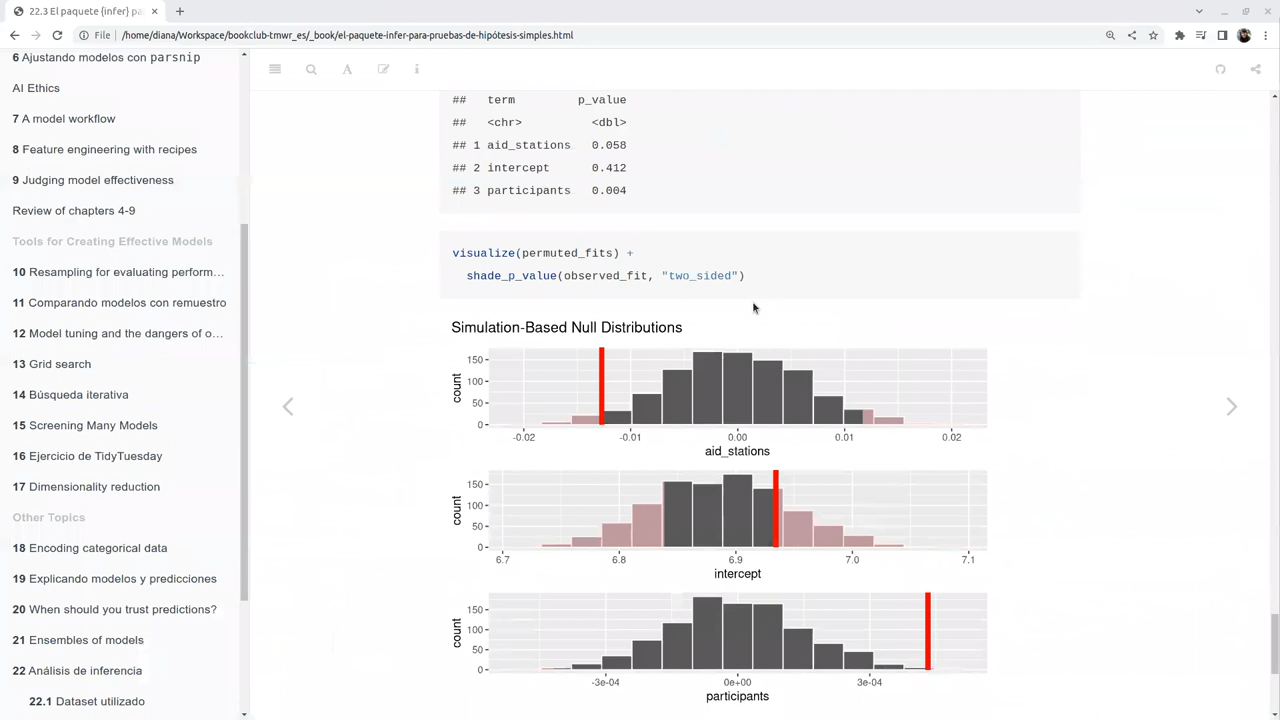 22.3 El paquete {infer} pa
File
/home/diana/Workspace/bookclub-tmwr_es/_book/el-paquete-infer-para-pruebas-de-hipótesis-simples.html
6 Ajustando modelos con parsnip
AI Ethics
7 A model workflow
8 Feature engineering with recipes
9 Judging model effectiveness
Review of chapters 4-9
Tools for Creating Effective Models
10 Resampling for evaluating perform…
11 Comparando modelos con remuestro
12 Model tuning and the dangers of o…
13 Grid search
14 Búsqueda iterativa
15 Screening Many Models
16 Ejercicio de TidyTuesday
17 Dimensionality reduction
Other Topics
18 Encoding categorical data
19 Explicando modelos y predicciones
20 When should you trust predictions?
21 Ensembles of models
22 Análisis de inferencia
22.1 Dataset utilizado
## term p_value
## <chr> <dbl>
## 1 aid_stations 0.058
## 2 intercept 0.412
## 3 participants 0.004
visualize(permuted_fits) +
shade_p_value(observed_fit, "two_sided")
Simulation-Based Null Distributions
count
150
100
50
0
-0.02 -0.01 0.00 0.01 0.02
aid_stations
count
150
100
50
0
6.7 6.8 6.9 7.0 7.1
intercept
count
150
100
50
0
-3e-04 0e+00 3e-04
participants